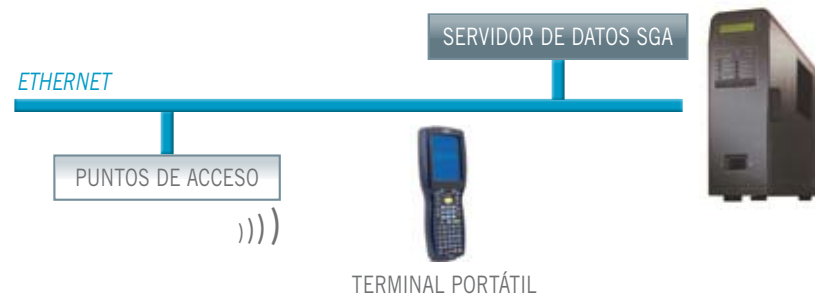 SERVIDOR DE DATOS SGA
ETHERNET
PUNTOS DE ACCESO
TERMINAL PORTÁTIL